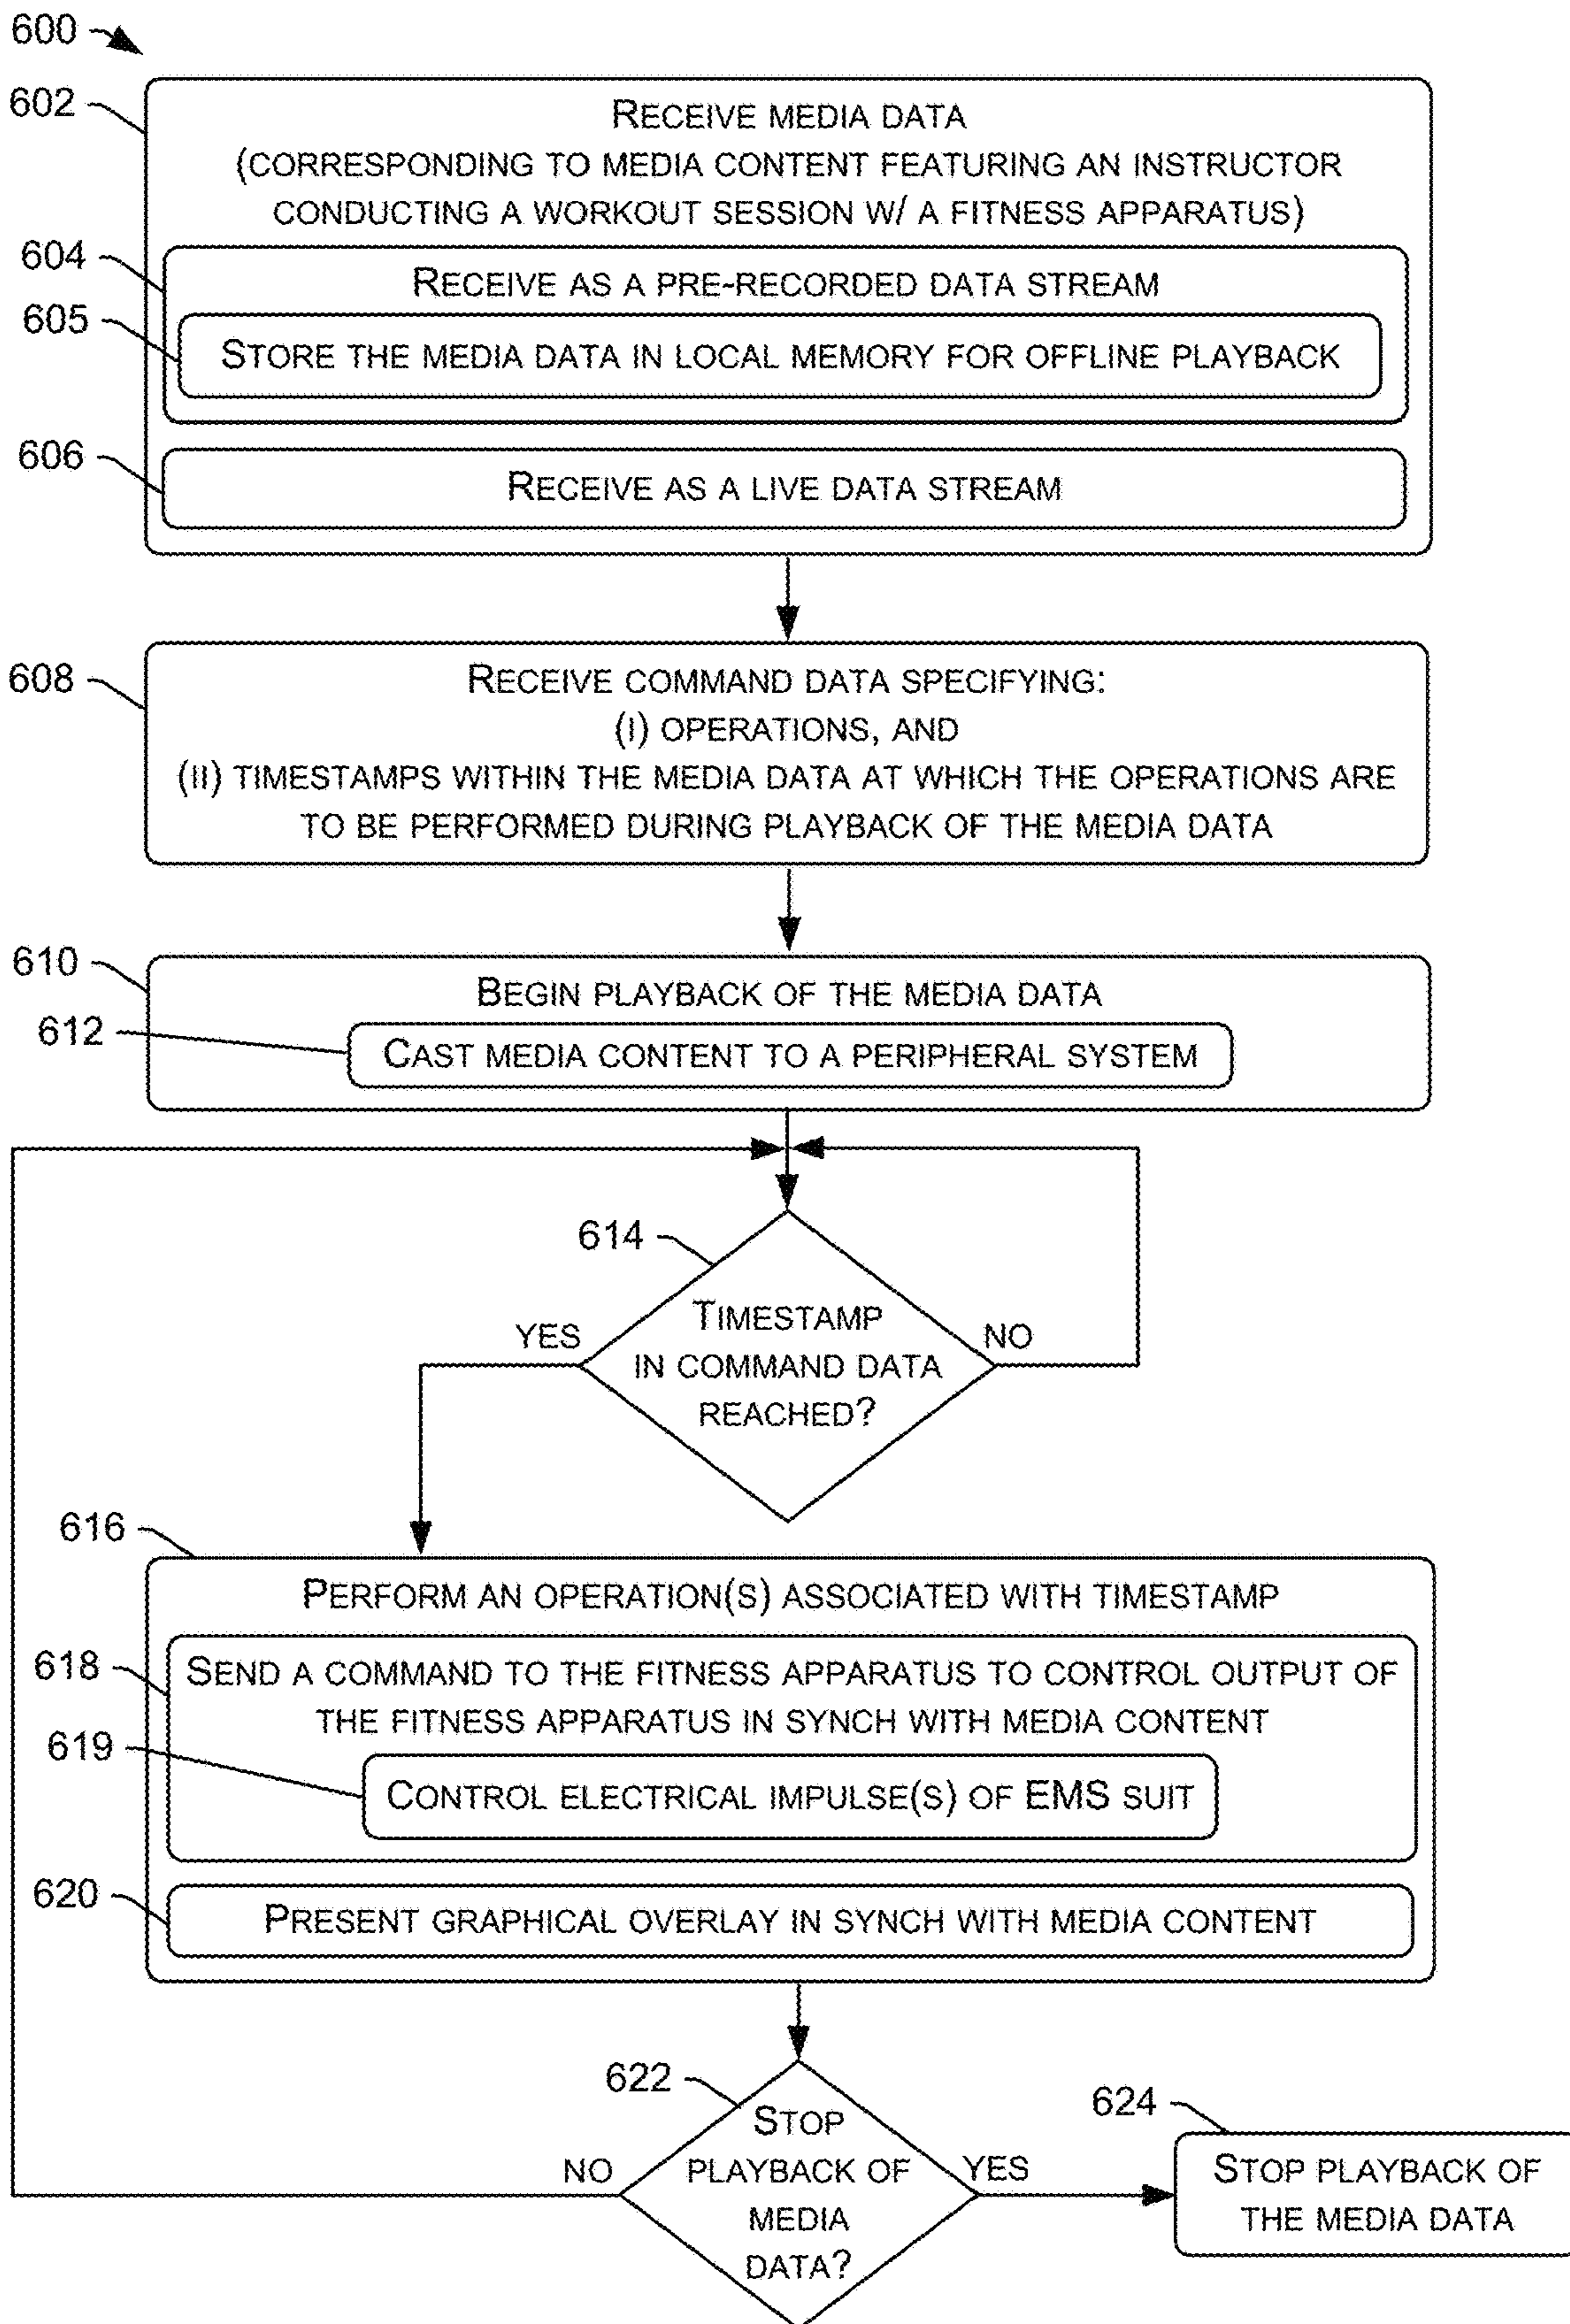 600
602
RECEIVE MEDIA DATA
(CORRESPONDING TO MEDIA CONTENT FEATURING AN INSTRUCTOR
CONDUCTING A WORKOUT SESSION W/ A FITNESS APPARATUS)
604
RECEIVE AS A PRE-RECORDED DATA STREAM
605
STORE THE MEDIA DATA IN LOCAL MEMORY FOR OFFLINE PLAYBACK
606
RECEIVE AS A LIVE DATA STREAM
608
RECEIVE COMMAND DATA SPECIFYING:
(I) OPERATIONS, AND
(II) TIMESTAMPS WITHIN THE MEDIA DATA AT WHICH THE OPERATIONS ARE
TO BE PERFORMED DURING PLAYBACK OF THE MEDIA DATA
610
BEGIN PLAYBACK OF THE MEDIA DATA
612
CAST MEDIA CONTENT TO A PERIPHERAL SYSTEM
614
YES
TIMESTAMP
IN COMMAND DATA
REACHED?
NO
616
PERFORM AN OPERATION(S) ASSOCIATED WITH TIMESTAMP
618
SEND A COMMAND TO THE FITNESS APPARATUS TO CONTROL OUTPUT OF
THE FITNESS APPARATUS IN SYNCH WITH MEDIA CONTENT
619
CONTROL ELECTRICAL IMPULSE(S) OF EMS SUIT
620
PRESENT GRAPHICAL OVERLAY IN SYNCH WITH MEDIA CONTENT
622
NO
STOP
PLAYBACK OF
MEDIA
DATA?
YES
624
STOP PLAYBACK OF
THE MEDIA DATA